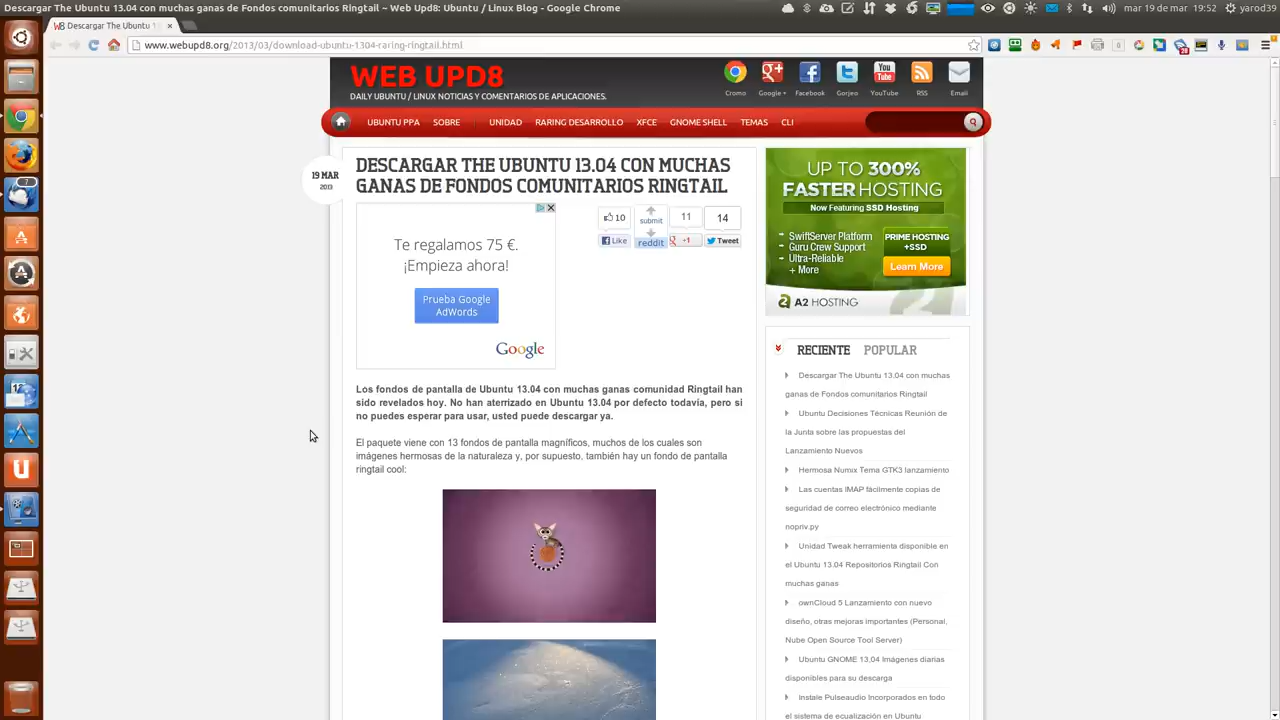 Descargar The Ubuntu 13.04 con muchas ganas de Fondos comunitarios Ringtail ~ Web Upd8: Ubuntu / Linux Blog - Google Chrome
mar 19 de mar 19:52 yarod39
Descargar The Ubuntu 13.0
www.webupd8.org/2013/03/download-ubuntu-1304-raring-ringtail.html
WEB UPD8
DAILY UBUNTU / LINUX NOTICIAS Y COMENTARIOS DE APLICACIONES.
Cromo Google+ Facebook Gorjeo YouTube RSS Email
UBUNTU PPA SOBRE UNIDAD RARING DESARROLLO XFCE GNOME SHELL TEMAS CLI
19 MAR
2013
DESCARGAR THE UBUNTU 13.04 CON MUCHAS
GANAS DE FONDOS COMUNITARIOS RINGTAIL
Te regalamos 75 €.
¡Empieza ahora!
Prueba Google
AdWords
Google
10
Like
submit
reddit
11
+1
14
Tweet
Los fondos de pantalla de Ubuntu 13.04 con muchas ganas comunidad Ringtail han
sido revelados hoy. No han aterrizado en Ubuntu 13.04 por defecto todavía, pero si
no puedes esperar para usar, usted puede descargar ya.
El paquete viene con 13 fondos de pantalla magníficos, muchos de los cuales son
imágenes hermosas de la naturaleza y, por supuesto, también hay un fondo de pantalla
ringtail cool:
UP TO 300%
FASTER HOSTING
Now Featuring SSD Hosting
SwiftServer Platform
Guru Crew Support
Ultra-Reliable
+ More
PRIME HOSTING
+SSD
Learn More
A2 HOSTING
RECIENTE POPULAR
Descargar The Ubuntu 13.04 con muchas
ganas de Fondos comunitarios Ringtail
Ubuntu Decisiones Técnicas Reunión de
la Junta sobre las propuestas del
Lanzamiento Nuevos
Hermosa Numix Tema GTK3 lanzamiento
Las cuentas IMAP fácilmente copias de
seguridad de correo electrónico mediante
nopriv.py
Unidad Tweak herramienta disponible en
el Ubuntu 13.04 Repositorios Ringtail Con
muchas ganas
ownCloud 5 Lanzamiento con nuevo
diseño, otras mejoras importantes (Personal,
Nube Open Source Tool Server)
Ubuntu GNOME 13,04 Imágenes diarias
disponibles para su descarga
Instale Pulseaudio Incorporados en todo
el sistema de ecualización en Ubuntu